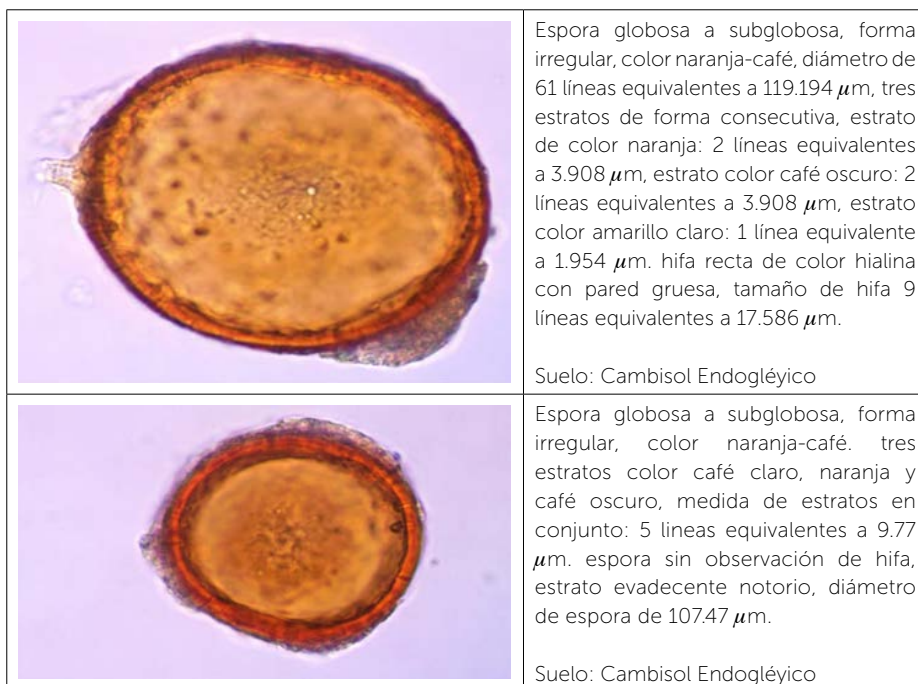 Espora globosa a subglobosa, forma
irregular, color naranja-café, diámetro de
61 líneas equivalentes a 119.194 µm, tres
estratos de forma consecutiva, estrato
de color naranja: 2 líneas equivalentes
a 3.908 µm, estrato color café oscuro: 2
líneas equivalentes a 3.908 µm, estrato
color amarillo claro: 1 línea equivalente
a 1.954 µm. hifa recta de color hialina
con pared gruesa, tamaño de hifa 9
líneas equivalentes a 17.586 µm.
Suelo: Cambisol Endogléyico
Espora globosa a subglobosa, forma
irregular, color naranja-café. tres
estratos color café claro, naranja y
café oscuro, medida de estratos en
conjunto: 5 lineas equivalentes a 9.77
µm. espora sin observación de hifa,
estrato evadecente notorio, diámetro
de espora de 107.47 µm.
Suelo: Cambisol Endogléyico